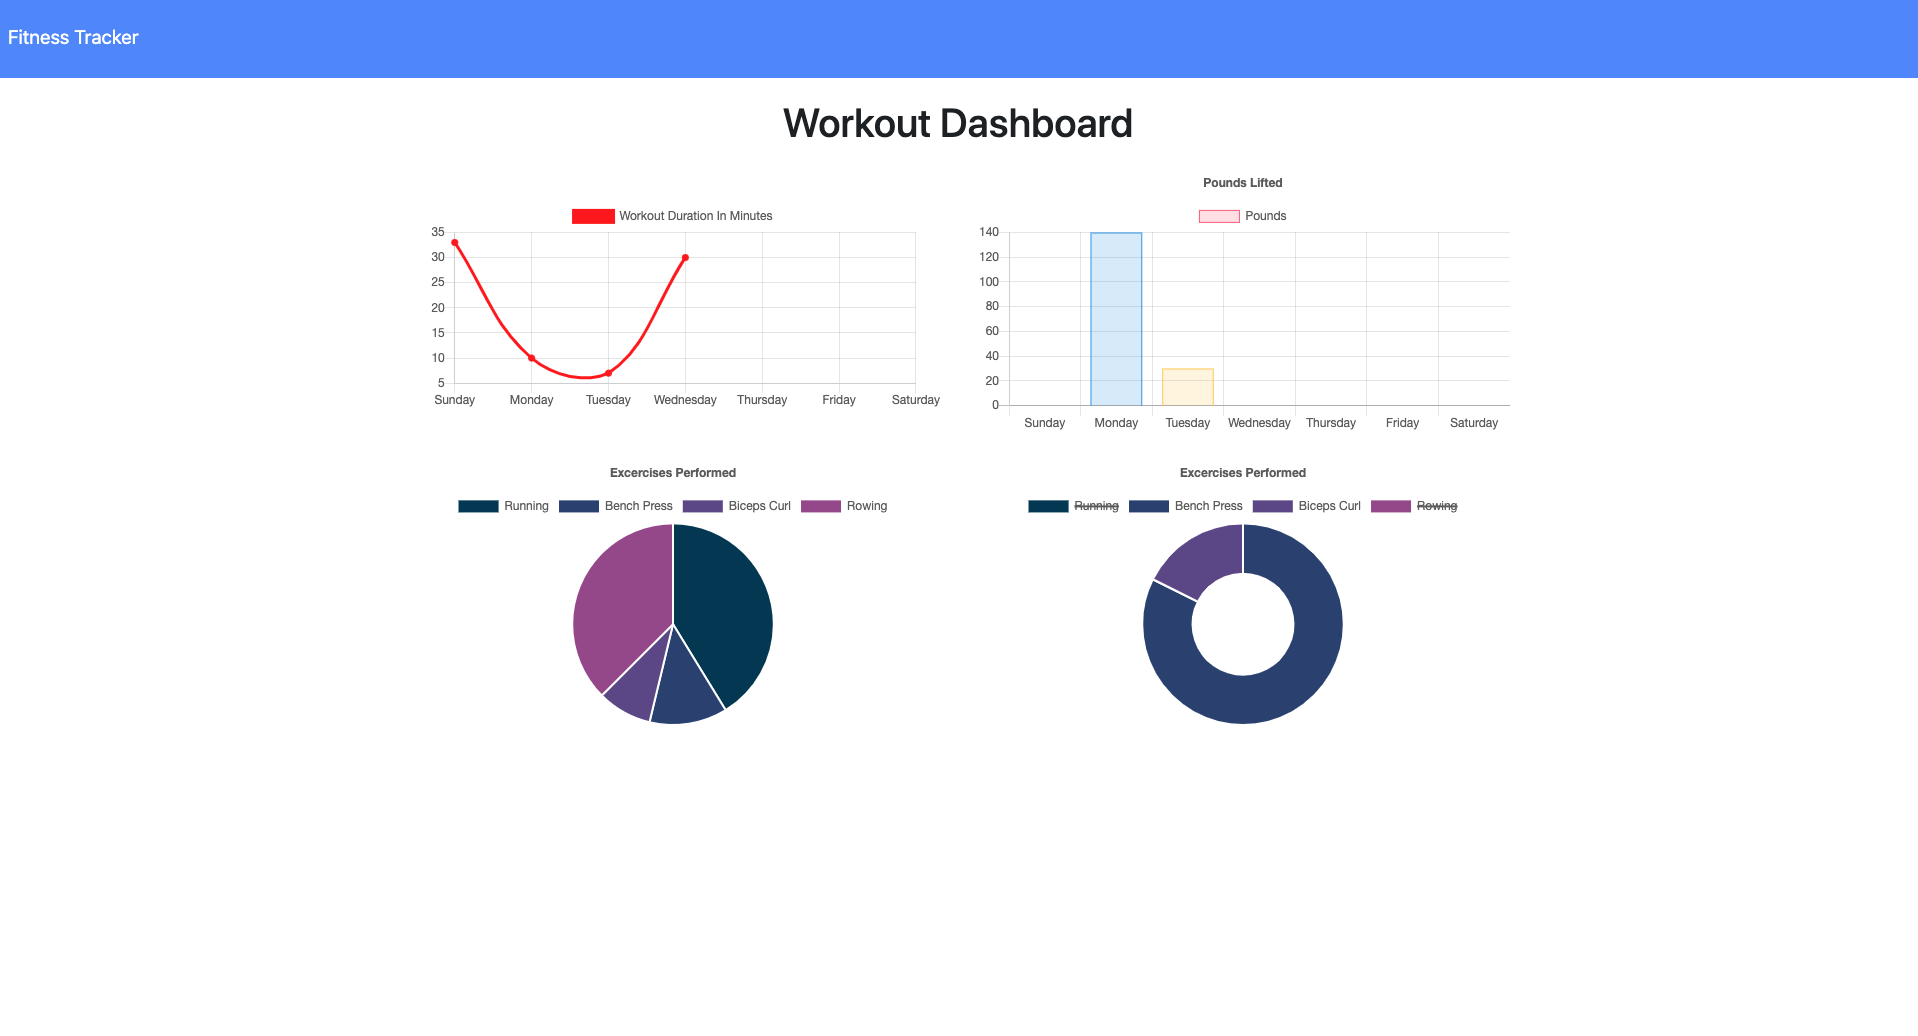 Fitness Tracker
Workout Dashboard
Workout Duration In Minutes
35
30
25
20
15
10
5
Sunday Monday Tuesday Wednesday Thursday Friday Saturday
Pounds Lifted
Pounds
140
120
100
80
60
40
20
0
Sunday Monday Tuesday Wednesday Thursday Friday Saturday
Excercises Performed
Running Bench Press Biceps Curl Rowing
Excercises Performed
Running Bench Press Biceps Curl Rowing